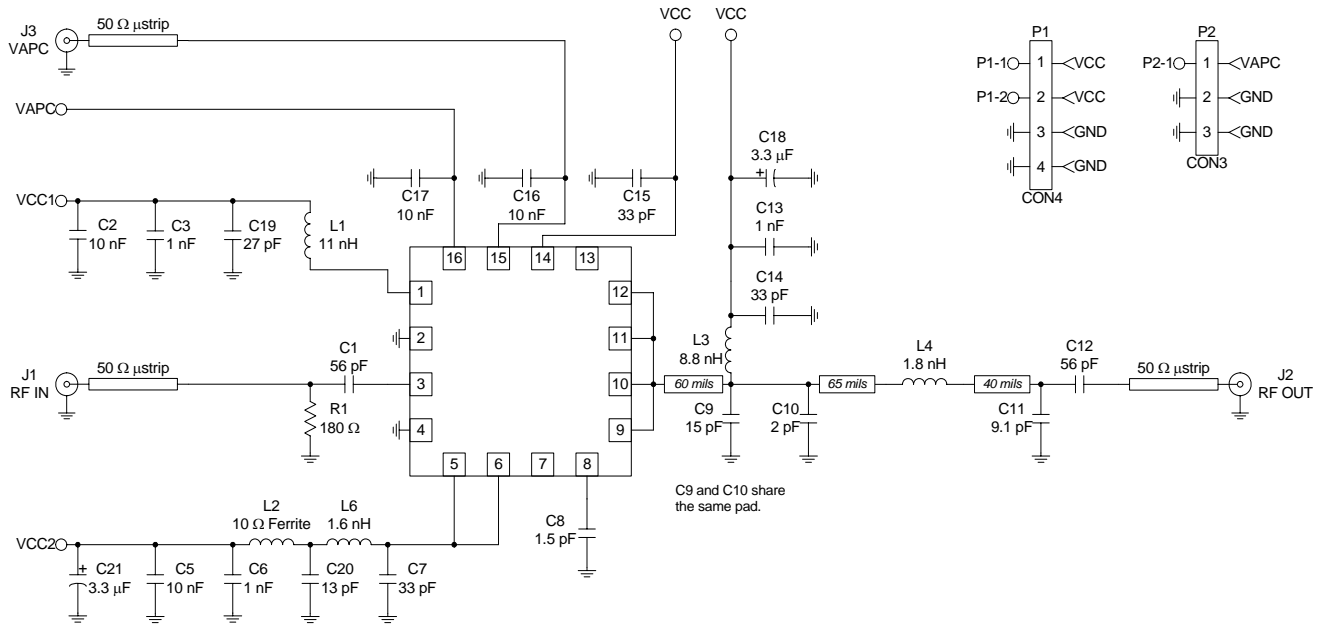 J3
VAPC
50 Ω µstrip
VCC
VCC
P1
P1-1
1
VCC
P1-2
2
VCC
3
GND
4
GND
CON4
P2
P2-1
1
VAPC
2
GND
3
GND
CON3
VAPC
C17
10 nF
C16
10 nF
C15
33 pF
C18
3.3 µF
+
C13
1 nF
C14
33 pF
VCC1
C2
10 nF
C3
1 nF
C19
27 pF
L1
11 nH
16
15
14
13
1
2
3
4
12
11
10
9
5
6
7
8
J1
RF IN
50 Ω µstrip
C1
56 pF
R1
180 Ω
L3
8.8 nH
60 mils
C9
15 pF
C10
2 pF
65 mils
L4
1.8 nH
40 mils
C11
9.1 pF
C12
56 pF
50 Ω µstrip
J2
RF OUT
C9 and C10 share
the same pad.
C8
1.5 pF
VCC2
+
C21
3.3 µF
C5
10 nF
C6
1 nF
L2
10 Ω Ferrite
L6
1.6 nH
C20
13 pF
C7
33 pF